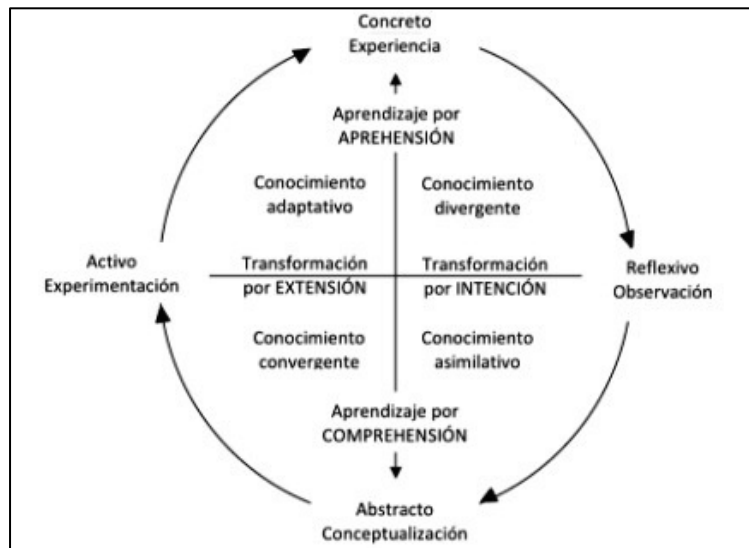 Concreto
Experiencia
Aprendizaje por
APREHENSIÓN
Conocimiento
adaptativo
Conocimiento
divergente
Activo
Experimentación
Transformación
por EXTENSIÓN
Transformación
por INTENCIÓN
Reflexivo
Observación
Conocimiento
convergente
Conocimiento
asimilativo
Aprendizaje por
COMPREHENSIÓN
Abstracto
Conceptualización